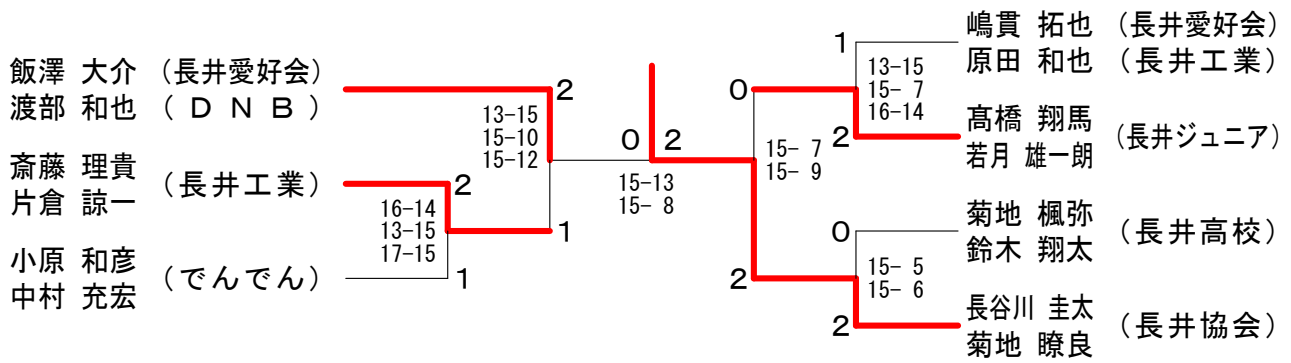 飯澤 大介 (長井愛好会)
渡部 和也 (DNB)
斎藤 理貴
片倉 諒一
(長井工業)
小原 和彦
中村 充宏
(でんでん)
2
13-15
15-10
15-12
2
16-14
13-15
17-15
1
1
0 2
15-13
15- 8
0
15- 7
15- 9
2
1
13-15
15- 7
16-14
2
0
15- 5
15- 6
2
嶋貫 拓也 (長井愛好会)
原田 和也 (長井工業)
髙橋 翔馬
若月 雄一朗
(長井ジュニア)
菊地 楓弥
鈴木 翔太
(長井高校)
長谷川 圭太
菊地 瞭良
(長井協会)